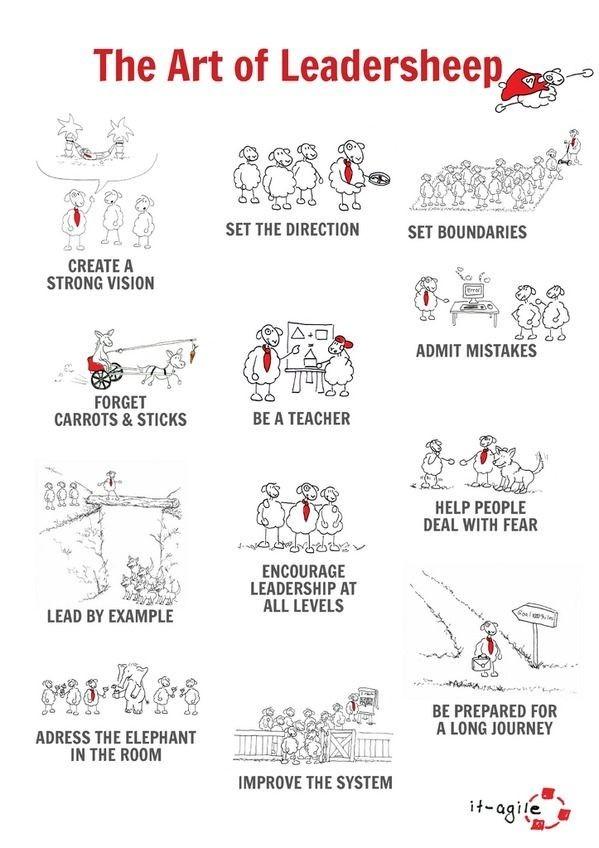 The Art of Leadersheep
S
CREATE A
STRONG VISION
SET THE DIRECTION
SET BOUNDARIES
Error
ADMIT MISTAKES
FORGET
CARROTS & STICKS
BE A TEACHER
HELP PEOPLE
DEAL WITH FEAR
LEAD BY EXAMPLE
ENCOURAGE
LEADERSHIP AT
ALL LEVELS
Goal
BE PREPARED FOR
A LONG JOURNEY
ADRESS THE ELEPHANT
IN THE ROOM
IMPROVE THE SYSTEM
it-agile